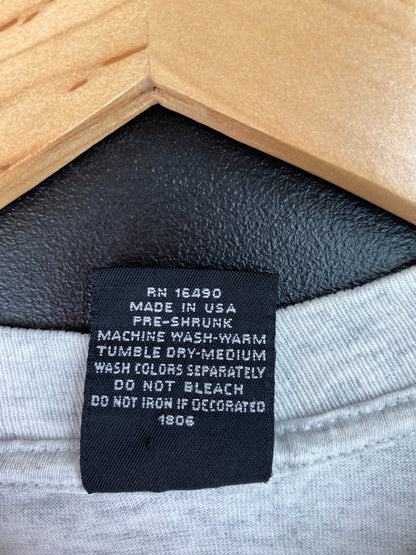 RN 16490
MADE IN USA
PRE-SHRUNK
MACHINE WASH-WARM
TUMBLE DRY-MEDIUM
WASH COLORS SEPARATELY
DO NOT BLEACH
DO NOT IRON IF DECORATED
1806